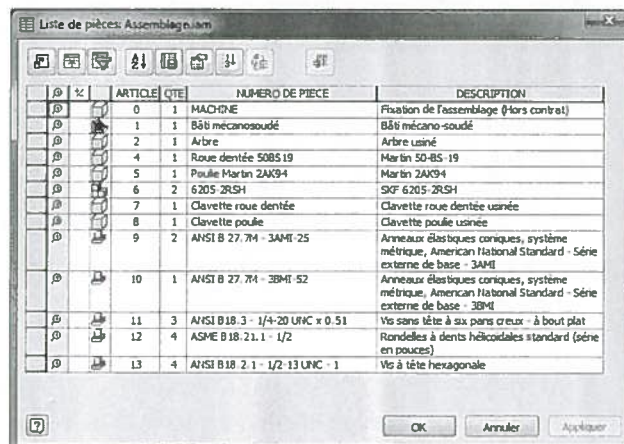 Liste de pièces: Assemblage.iam
ARTICLE QTE NUMERO DE PIECE DESCRIPTION
0 1 MACHINE Fixation de l'assemblage (Hors contrat)
1 1 Bâti mécanosoudé Bâti mécano-soudé
2 1 Arbre Arbre usiné
4 1 Roue dentée 50BS19 Martin 50-BS-19
5 1 Poulie Martin 2AK94 Martin 2AK94
6 2 6205-2RSH SKF 6205-2RSH
7 1 Clavette roue dentée Clavette roue dentée usinée
8 1 Clavette poulie Clavette poulie usinée
9 2 ANSI B 27.7M - 3AMI-25 Anneaux élastiques coniques, système
métrique, American National Standard - Série
externe de base - 3AMI
10 1 ANSI B 27.7M - 3BMI-52 Anneaux élastiques coniques, système
métrique, American National Standard - Série
externe de base - 3BMI
11 3 ANSI B18.3 - 1/4-20 UNC x 0.51 Vis sans tête à six pans creux - à bout plat
12 4 ASME B18.21.1 - 1/2 Rondelles à dents hélicoïdales standard (série
en pouces)
13 4 ANSI B18.2.1 - 1/2-13 UNC - 1 Vis à tête hexagonale
OK Annuler Appliquer